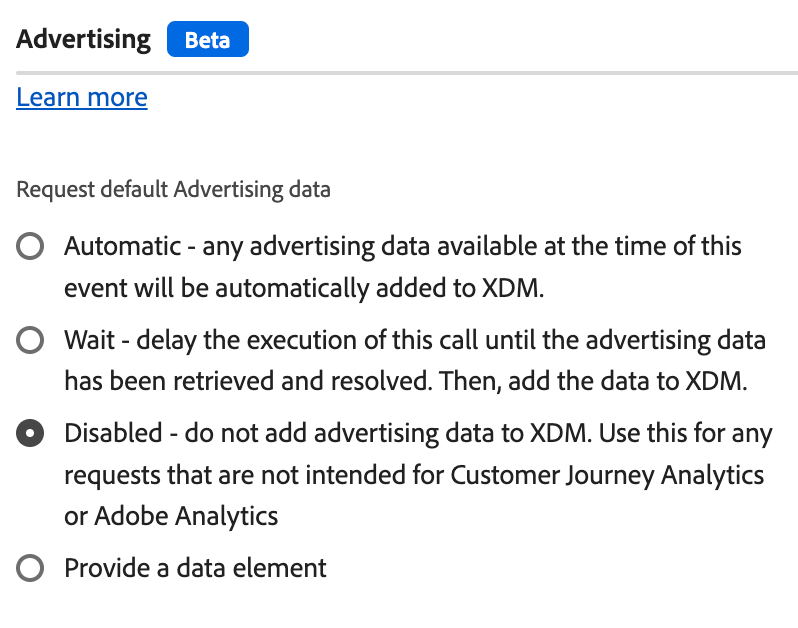 Advertising Beta
Learn more
Request default Advertising data
Automatic - any advertising data available at the time of this
event will be automatically added to XDM.
Wait - delay the execution of this call until the advertising data
has been retrieved and resolved. Then, add the data to XDM.
Disabled - do not add advertising data to XDM. Use this for any
requests that are not intended for Customer Journey Analytics
or Adobe Analytics
Provide a data element